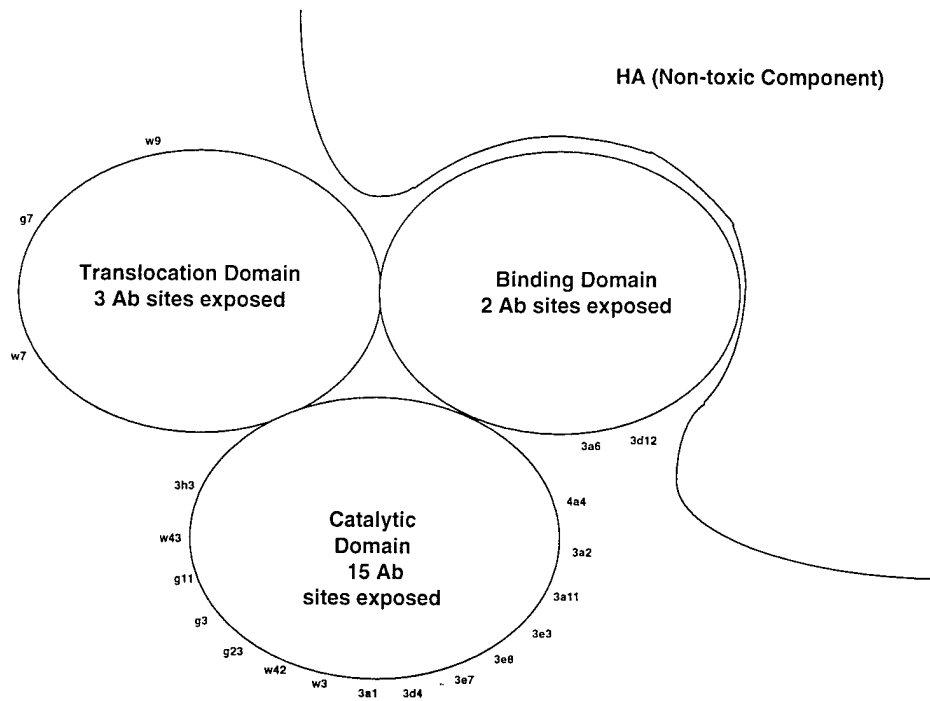 HA (Non-toxic Component)
w9
g7
Translocation Domain
3 Ab sites exposed
w7
Binding Domain
2 Ab sites exposed
3a6
3d12
3h3
w43
g11
g3
g23
w42
w3
3a1
3d4
3e7
3e8
3e3
3a11
3a2
4a4
Catalytic
Domain
15 Ab
sites exposed